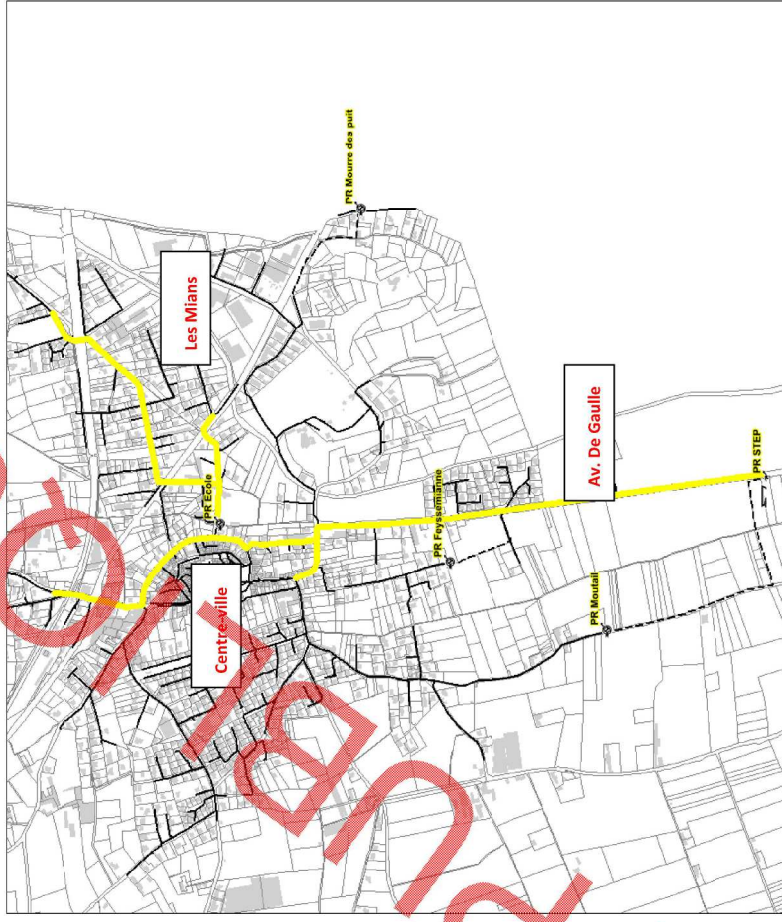 Les Mians
PR Ecole
Centre-ville
PR Mourre des puit
PR Feyssemianne
Av. De Gaulle
PR Moutail
PR STEP